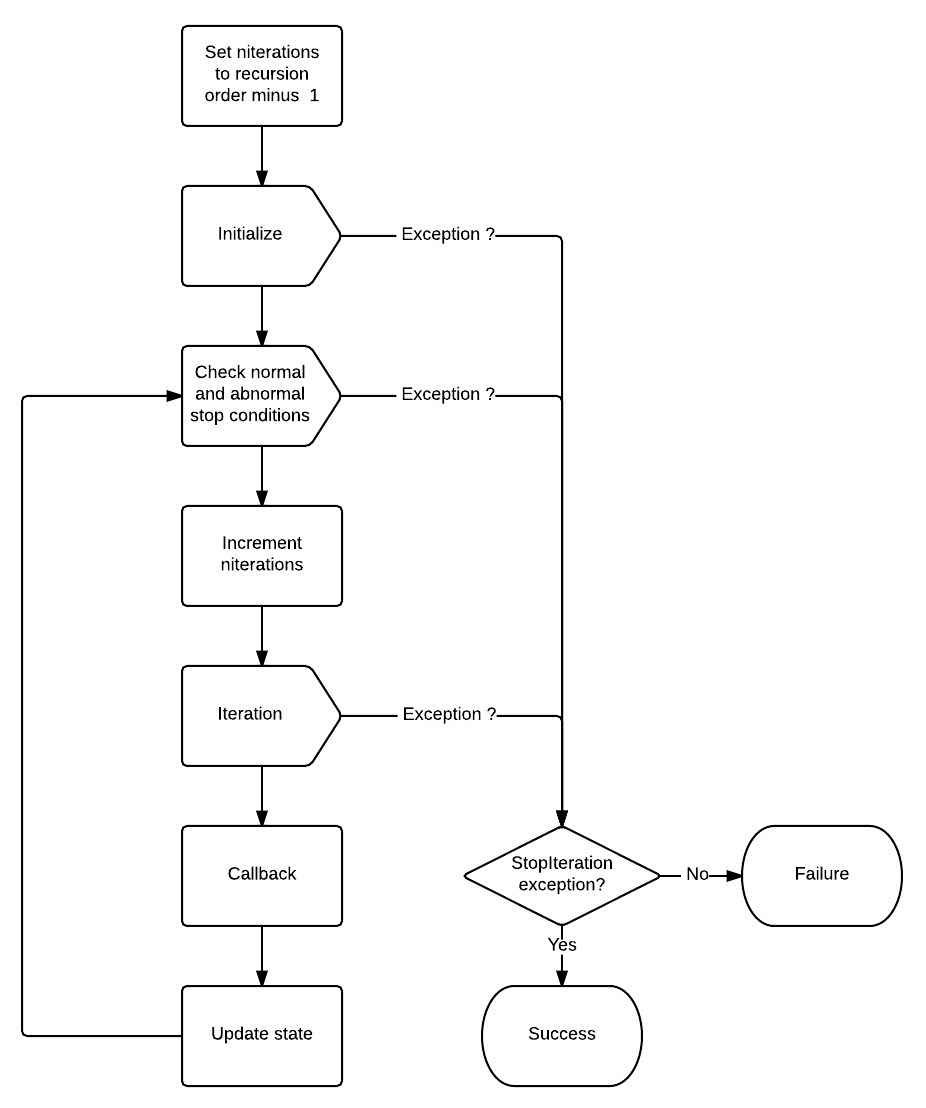 Set niterations
to recursion
order minus 1
Initialize
Exception ?
Check normal
and abnormal
stop conditions
Exception ?
Increment
niterations
Iteration
Exception ?
Callback
StopIteration
exception?
No
Failure
Yes
Update state
Success